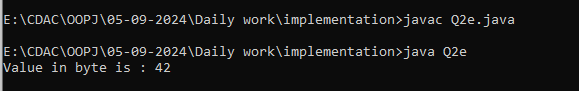 E:\CDAC\OOPJ\05-09-2024\Daily work\implementation>javac Q2e.java
E:\CDAC\OOPJ\05-09-2024\Daily work\implementation>java Q2e
Value in byte is : 42